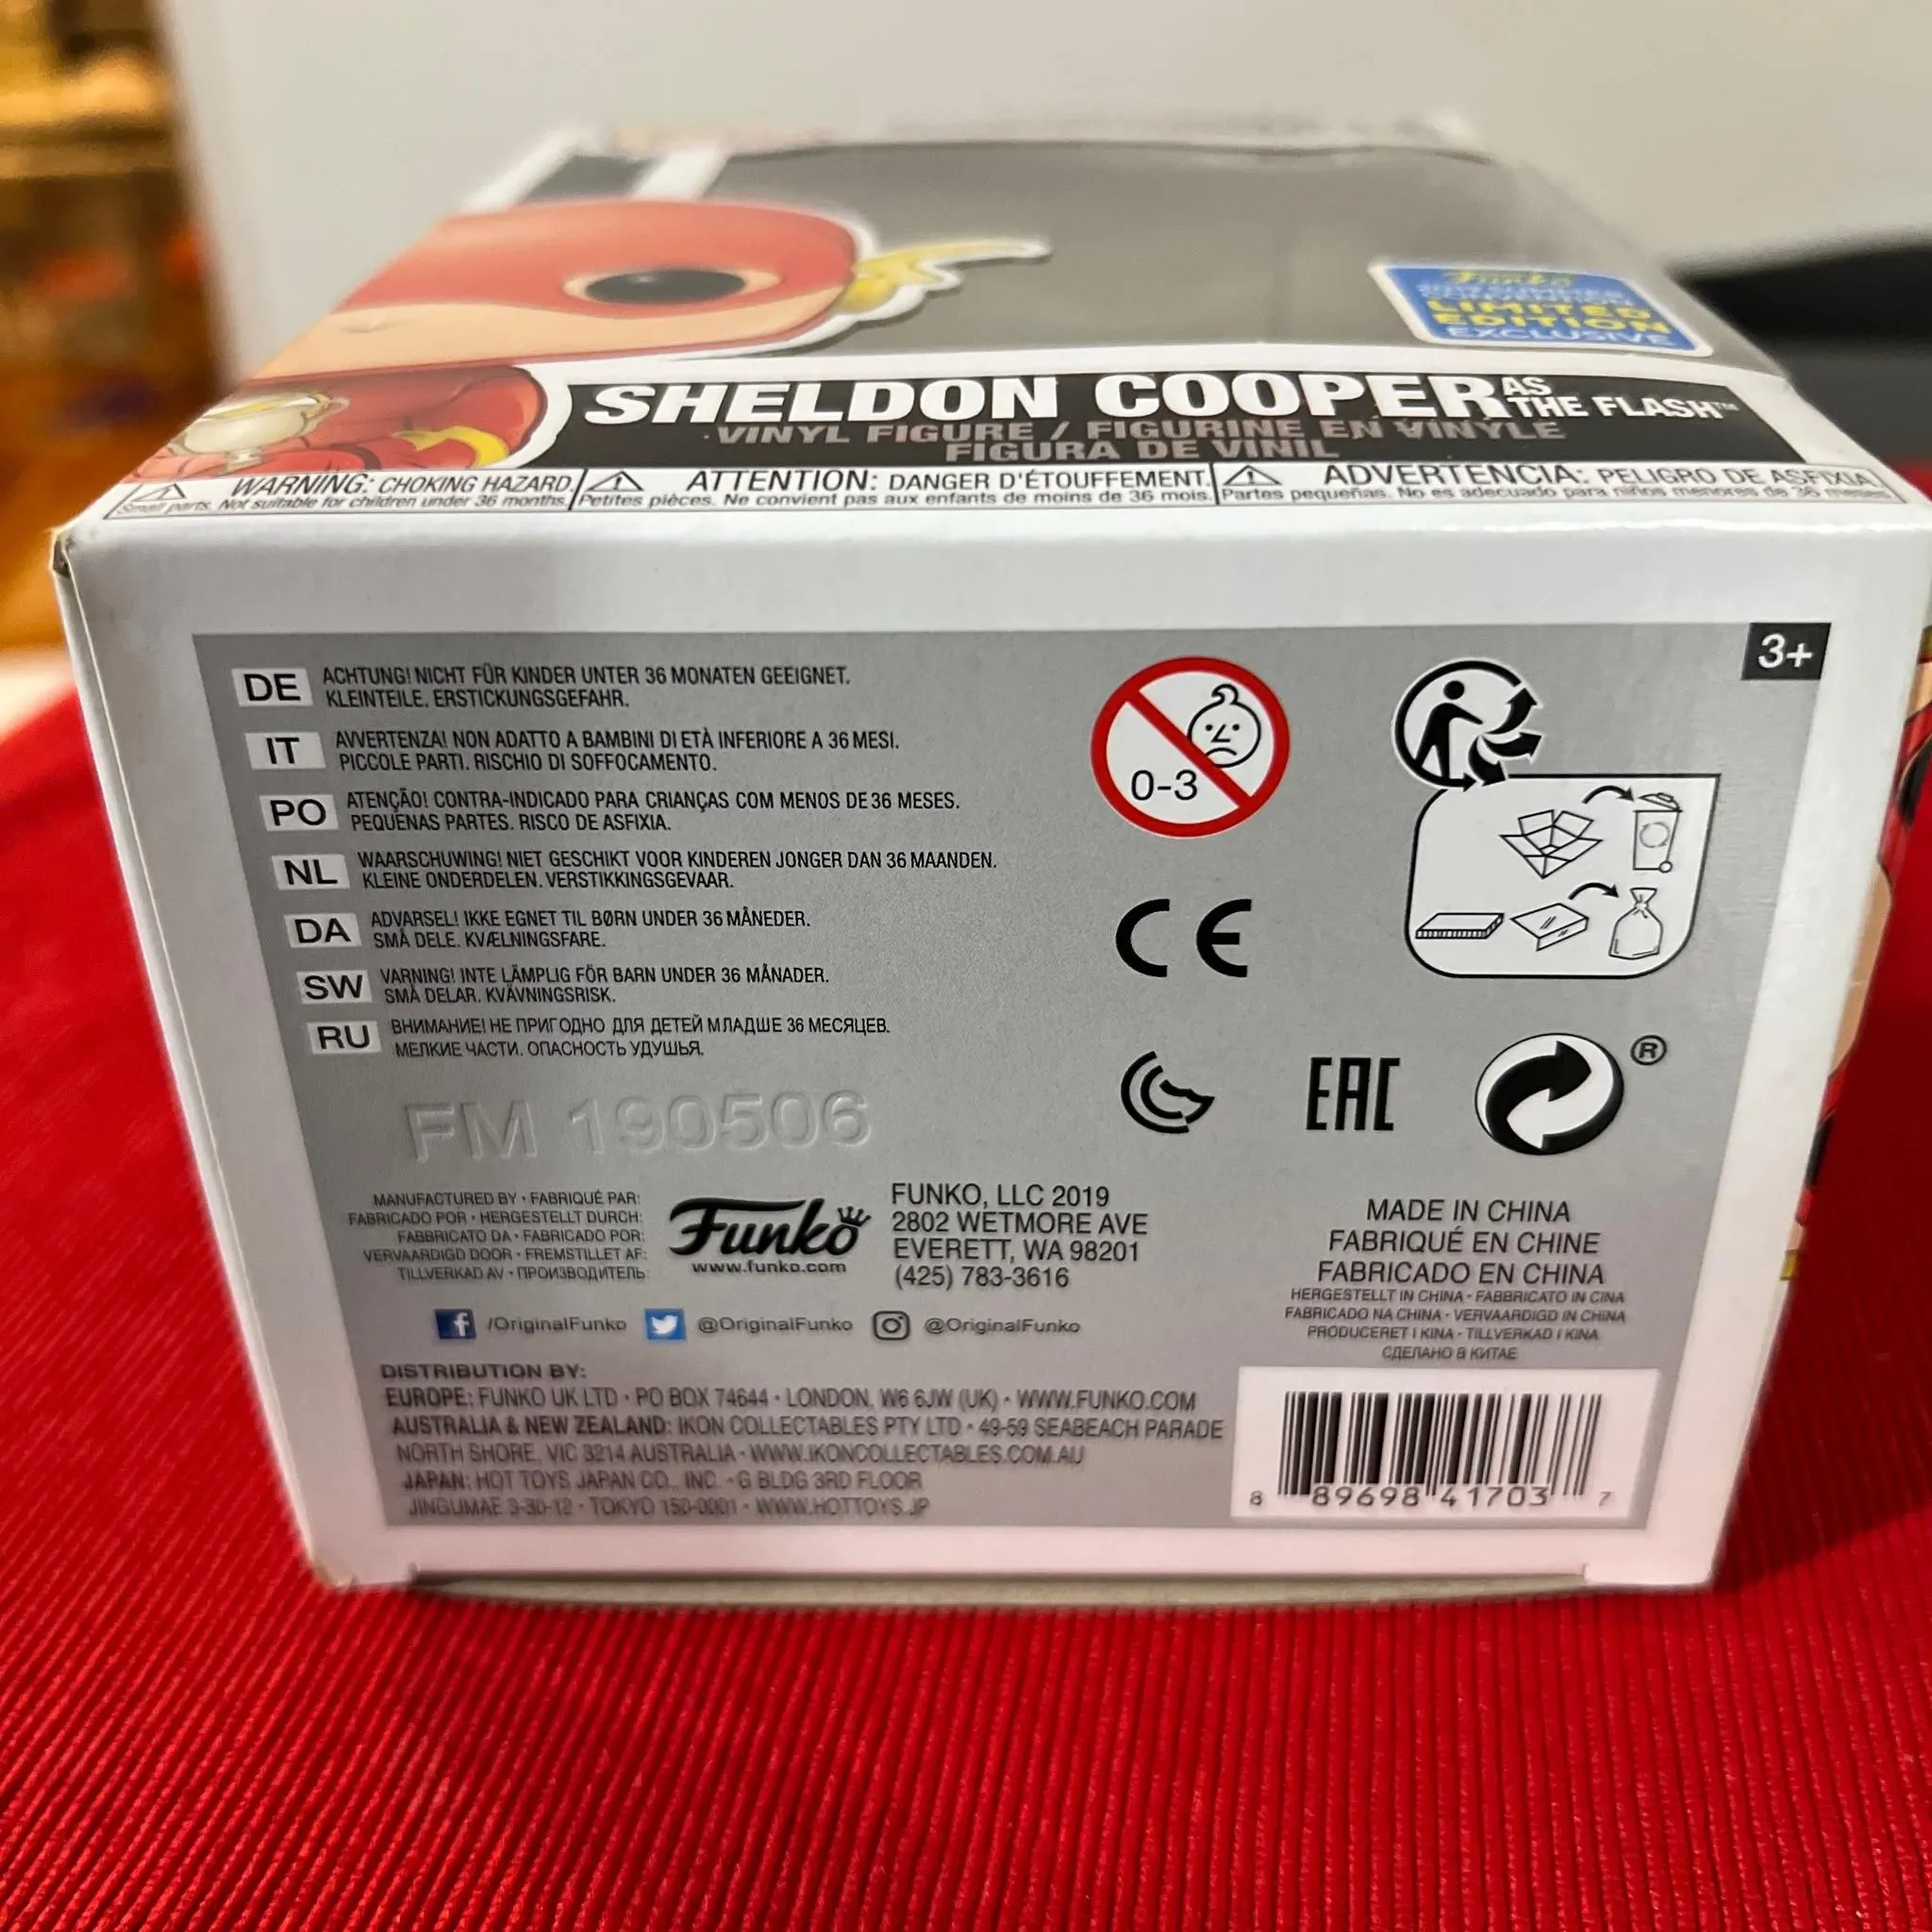 Funko
LIMITED
EDITION
EXCLUSIVE
SHELDON COOPER AS THE FLASH™
VINYL FIGURE / FIGURINE EN VINYLE
FIGURA DE VINIL
WARNING: CHOKING HAZARD.
Small parts. Not suitable for children under 36 months.
ATTENTION: DANGER D'ÉTOUFFEMENT.
Petites pièces. Ne convient pas aux enfants de moins de 36 mois.
ADVERTENCIA: PELIGRO DE ASFIXIA.
Partes pequeñas. No es adecuado para niños menores de 36 meses
3+
DE ACHTUNG! NICHT FÜR KINDER UNTER 36 MONATEN GEEIGNET.
KLEINTEILE. ERSTICKUNGSGEFAHR.
IT AVVERTENZA! NON ADATTO A BAMBINI DI ETÀ INFERIORE A 36 MESI.
PICCOLE PARTI. RISCHIO DI SOFFOCAMENTO.
PO ATENÇÃO! CONTRA-INDICADO PARA CRIANÇAS COM MENOS DE 36 MESES.
PEQUENAS PARTES. RISCO DE ASFIXIA.
NL WAARSCHUWING! NIET GESCHIKT VOOR KINDEREN JONGER DAN 36 MAANDEN.
KLEINE ONDERDELEN. VERSTIKKINGSGEVAAR.
DA ADVARSEL! IKKE EGNET TIL BØRN UNDER 36 MÅNEDER.
SMÅ DELE. KVÆLNINGSFARE.
SW VARNING! INTE LÄMPLIG FÖR BARN UNDER 36 MÅNADER.
SMÅ DELAR. KVÄVNINGSRISK.
RU ВНИМАНИЕ! НЕ ПРИГОДНО ДЛЯ ДЕТЕЙ МЛАДШЕ 36 МЕСЯЦЕВ.
МЕЛКИЕ ЧАСТИ. ОПАСНОСТЬ УДУШЬЯ.
0-3
CE
EAC
®
FM 190506
MANUFACTURED BY • FABRIQUÉ PAR:
FABRICADO POR • HERGESTELLT DURCH:
FABBRICATO DA • FABRICADO POR:
VERVAARDIGD DOOR • FREMSTILLET AF:
TILLVERKAD AV • ПРОИЗВОДИТЕЛЬ:
Funko
www.funko.com
FUNKO, LLC 2019
2802 WETMORE AVE
EVERETT, WA 98201
(425) 783-3616
MADE IN CHINA
FABRIQUÉ EN CHINE
FABRICADO EN CHINA
HERGESTELLT IN CHINA • FABBRICATO IN CINA
FABRICADO NA CHINA • VERVAARDIGD IN CHINA
PRODUCERET I KINA • TILLVERKAD I KINA
СДЕЛАНО В КИТАЕ
/OriginalFunko @OriginalFunko @OriginalFunko
DISTRIBUTION BY:
EUROPE: FUNKO UK LTD • PO BOX 74644 • LONDON, W6 6JW (UK) • WWW.FUNKO.COM
AUSTRALIA & NEW ZEALAND: IKON COLLECTABLES PTY LTD • 49-59 SEABEACH PARADE
NORTH SHORE, VIC 3214 AUSTRALIA • WWW.IKONCOLLECTABLES.COM.AU
JAPAN: HOT TOYS JAPAN CO., INC. • G BLDG 3RD FLOOR
JINGUMAE 3-30-12 • TOKYO 150-0001 • WWW.HOTTOYS.JP
8 89698 41703 7